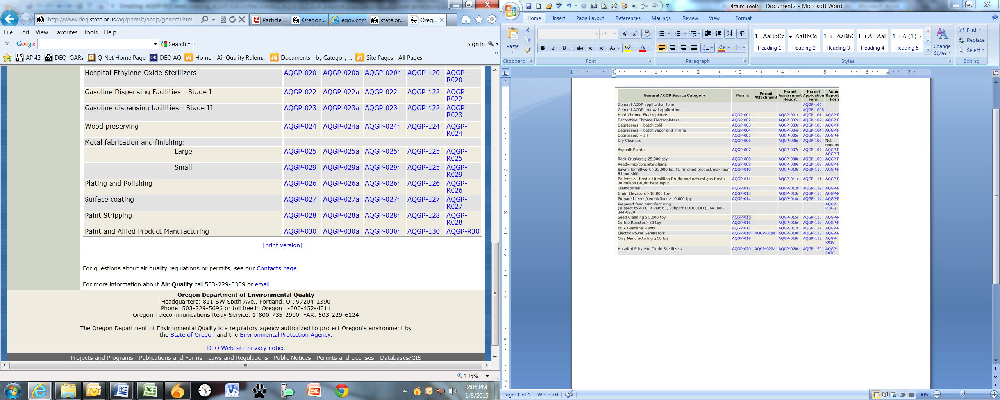 http://www.deq.state.or.us/aq/permit/acdp/general.htm
Particle ...
Oregon ...
egov.com
state.or....
Oreg...
File Edit View Favorites Tools Help
Google Search Sign In
AP 42 DEQ OARs Q-Net Home Page DEQ AQ Home - Air Quality Rulem... Documents - by Category ... Site Pages - All Pages
Hospital Ethylene Oxide Sterilizers AQGP-020 AQGP-020a AQGP-020r AQGP-120 AQGP-
R020
Gasoline Dispensing Facilities - Stage I AQGP-022 AQGP-022a AQGP-022r AQGP-122 AQGP-
R022
Gasoline dispensing facilities - Stage II AQGP-023 AQGP-023a AQGP-023r AQGP-122 AQGP-
R023
Wood preserving AQGP-024 AQGP-024a AQGP-024r AQGP-124 AQGP-
R024
Metal fabrication and finishing:
Large AQGP-025 AQGP-025a AQGP-025r AQGP-125 AQGP-
R025
Small AQGP-029 AQGP-029a AQGP-029r AQGP-125 AQGP-
R029
Plating and Polishing AQGP-026 AQGP-026a AQGP-026r AQGP-126 AQGP-
R026
Surface coating AQGP-027 AQGP-027a AQGP-027r AQGP-127 AQGP-
R027
Paint Stripping AQGP-028 AQGP-028a AQGP-028r AQGP-128 AQGP-
R028
Paint and Allied Product Manufacturing AQGP-030 AQGP-030a AQGP-030r AQGP-130 AQGP-R30
[print version]
For questions about air quality regulations or permits, see our Contacts page.
For more information about Air Quality call 503-229-5359 or email.
Oregon Department of Environmental Quality
Headquarters: 811 SW Sixth Ave., Portland, OR 97204-1390
Phone: 503-229-5696 or toll free in Oregon 1-800-452-4011
Oregon Telecommunications Relay Service: 1-800-735-2900 FAX: 503-229-6124
The Oregon Department of Environmental Quality is a regulatory agency authorized to protect Oregon's environment by
the State of Oregon and the Environmental Protection Agency.
DEQ Web site privacy notice
Projects and Programs Publications and Forms Laws and Regulations Public Notices Permits and Licenses Databases/GIS
125%
2:06 PM
1/8/2015
Picture Tools Document2 - Microsoft Word
Home Insert Page Layout References Mailings Review View Format
Paste
Clipboard
10
Font
Paragraph
1. AaBbCc • AaBbCcI 1..i. AaBb( 1..i.A. AaE 1..i.A.(1) A
Heading 1 Heading 2 Heading 3 Heading 4 Heading 5
Change
Styles
Styles
Find
Replace
Select
Editing
General ACDP Source Category Permit Permit Attachment Permit Assessment Report Permit Application Form Annu Report Form
General ACDP application form AQGP-100
General ACDP renewal application AQGP-100R
Hard Chrome Electroplaters AQGP-001 AQGP-001r AQGP-101 AQGP-R
Decorative Chrome Electroplaters AQGP-002 AQGP-002r AQGP-102 AQGP-R
Degreasers – batch cold AQGP-003 AQGP-003r AQGP-103 AQGP-R
Degreasers – batch vapor and in-line AQGP-004 AQGP-004r AQGP-104 AQGP-R
Degreasers – all AQGP-005 AQGP-005r AQGP-105 AQGP-R
Dry Cleaners AQGP-006 AQGP-006r AQGP-106 Not
required
Asphalt Plants AQGP-007 AQGP-007r AQGP-107 AQGP-R
AQGP-T
Rock Crushers ≥ 25,000 tpy AQGP-008 AQGP-008r AQGP-108 AQGP-R
Ready-mix/concrete plants AQGP-009 AQGP-009r AQGP-109 AQGP-R
Sawmills/millwork ≥ 25,000 bd. ft. finished product/maximum AQGP-010 AQGP-010r AQGP-110 AQGP-R
8 hour shift
Boilers: oil fired ≥ 10 million Btu/hr and natural gas fired ≥ AQGP-011 AQGP-011r AQGP-111 AQGP-R
30 million Btu/hr heat input
Crematories AQGP-012 AQGP-012r AQGP-112 AQGP-R
Grain Elevators ≥ 10,000 tpy AQGP-013 AQGP-013r AQGP-113 AQGP-R
Prepared feeds/cereal/flour ≥ 10,000 tpy AQGP-014 AQGP-014r AQGP-114 AQGP-R
Prepared feed manufacturing AQGP-
(subject to 40 CFR Part 63, Subpart DDDDDDD (OAR 340- R14-2
244-0220)
Seed Cleaning ≥ 5,000 tpy AQGP-015 AQGP-015r AQGP-115 AQGP-R
Coffee Roaster ≥ 30 tpy AQGP-016 AQGP-016r AQGP-116 AQGP-R
Bulk Gasoline Plants AQGP-017 AQGP-017r AQGP-117 AQGP-R
Electric Power Generators AQGP-018 AQGP-018a AQGP-018r AQGP-118 AQGP-R
Clay Manufacturing ≥ 50 tpy AQGP-019 AQGP-019r AQGP-119 AQGP-
R019
Hospital Ethylene Oxide Sterilizers AQGP-020 AQGP-020a AQGP-020r AQGP-120 AQGP-
R020
Page: 1 of 1 Words: 0 90%